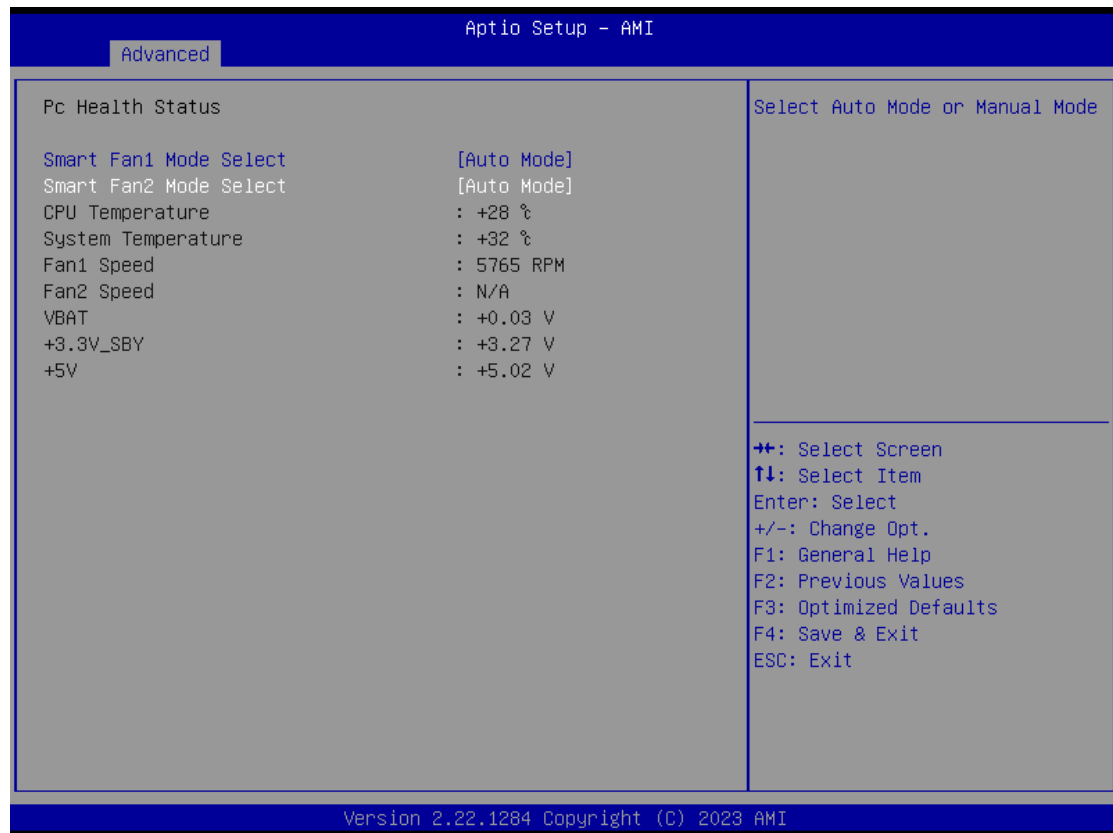 Aptio Setup – AMI
Advanced
Pc Health Status
Smart Fan1 Mode Select [Auto Mode]
Smart Fan2 Mode Select [Auto Mode]
CPU Temperature : +28 ℃
System Temperature : +32 ℃
Fan1 Speed : 5765 RPM
Fan2 Speed : N/A
VBAT : +0.03 V
+3.3V_SBY : +3.27 V
+5V : +5.02 V
Select Auto Mode or Manual Mode
→←: Select Screen
↑↓: Select Item
Enter: Select
+/-: Change Opt.
F1: General Help
F2: Previous Values
F3: Optimized Defaults
F4: Save & Exit
ESC: Exit
Version 2.22.1284 Copyright (C) 2023 AMI